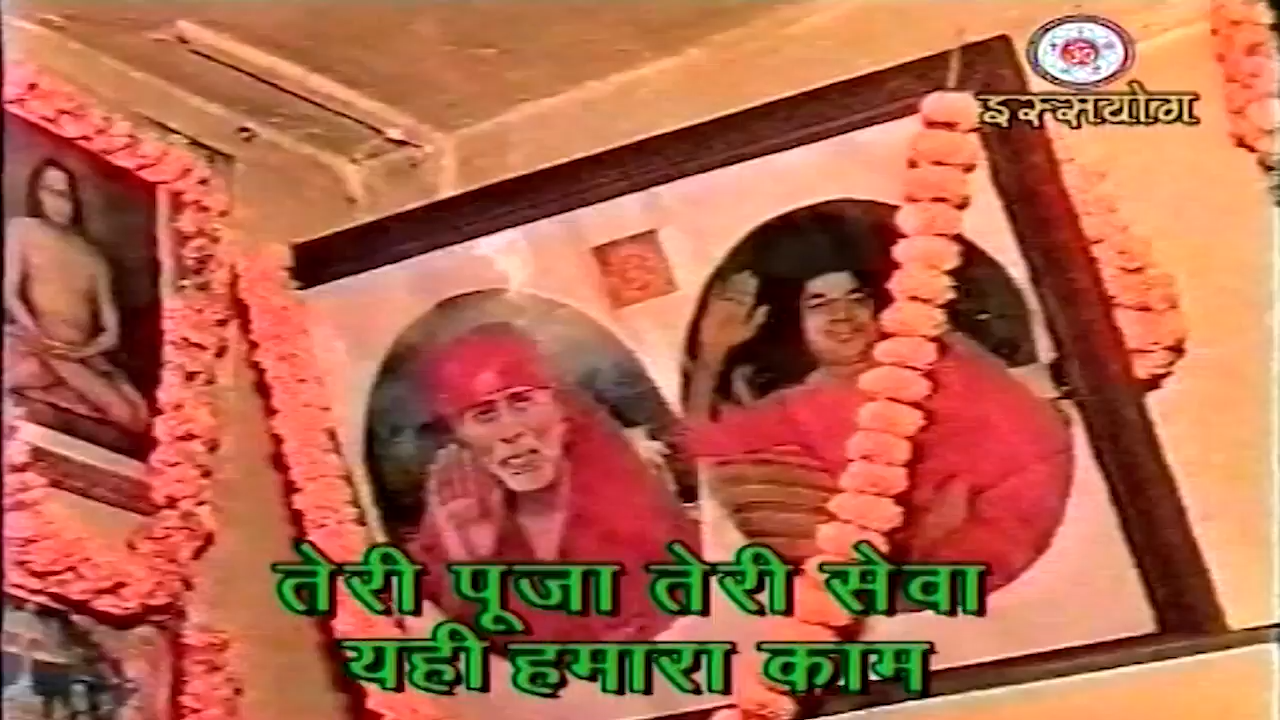 ॐ
इस्सयोग
तेरी पूजा तेरी सेवा
यही हमारा काम